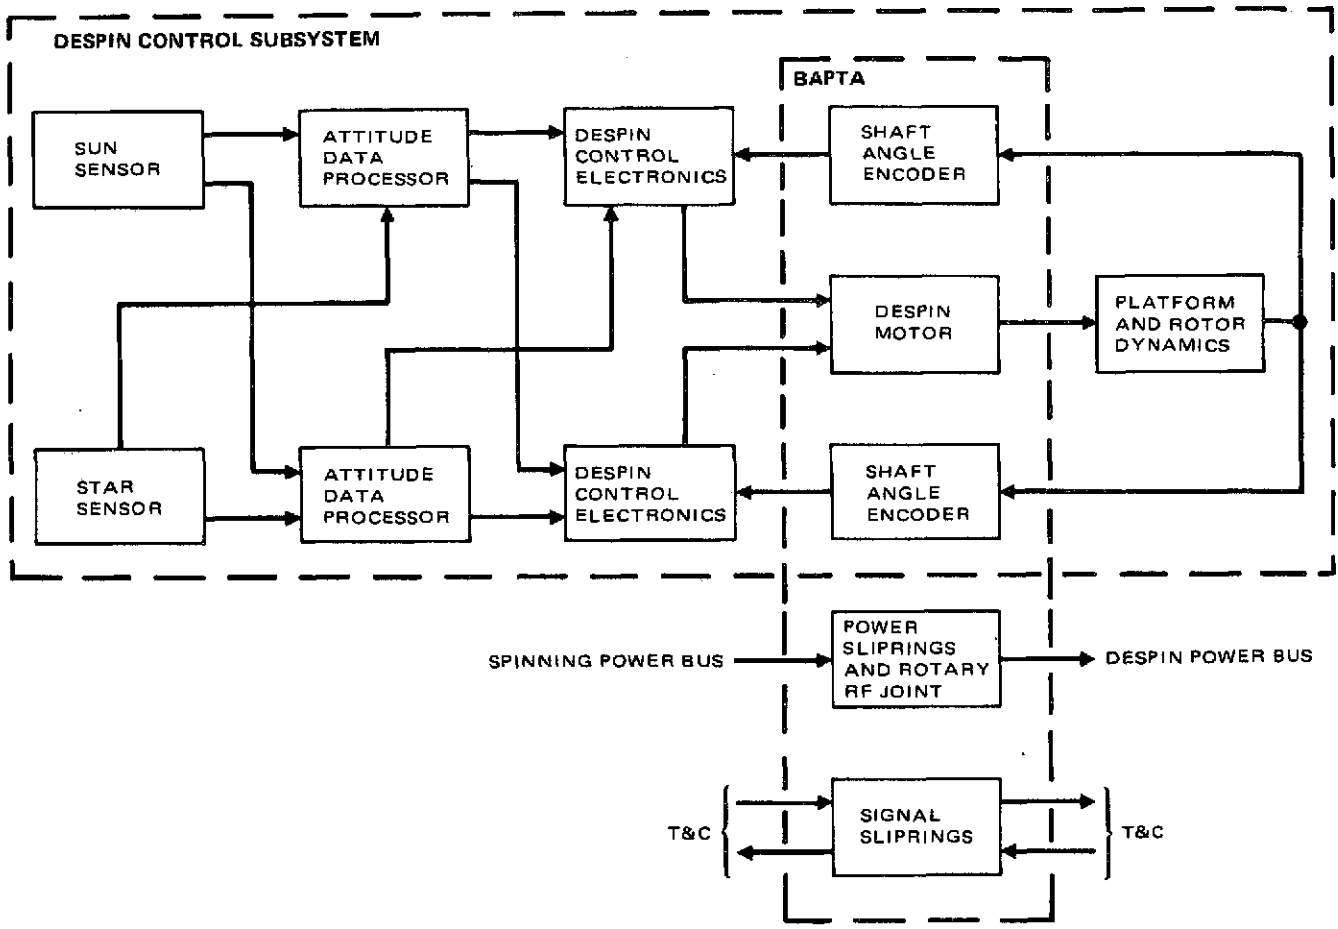 DESPIN CONTROL SUBSYSTEM
BAPTA
SUN
SENSOR
ATTITUDE
DATA
PROCESSOR
DESPIN
CONTROL
ELECTRONICS
SHAFT
ANGLE
ENCODER
DESPIN
MOTOR
PLATFORM
AND ROTOR
DYNAMICS
STAR
SENSOR
ATTITUDE
DATA
PROCESSOR
DESPIN
CONTROL
ELECTRONICS
SHAFT
ANGLE
ENCODER
SPINNING POWER BUS
POWER
SLIPRINGS
AND ROTARY
RF JOINT
DESPIN POWER BUS
T&C
SIGNAL
SLIPRINGS
T&C